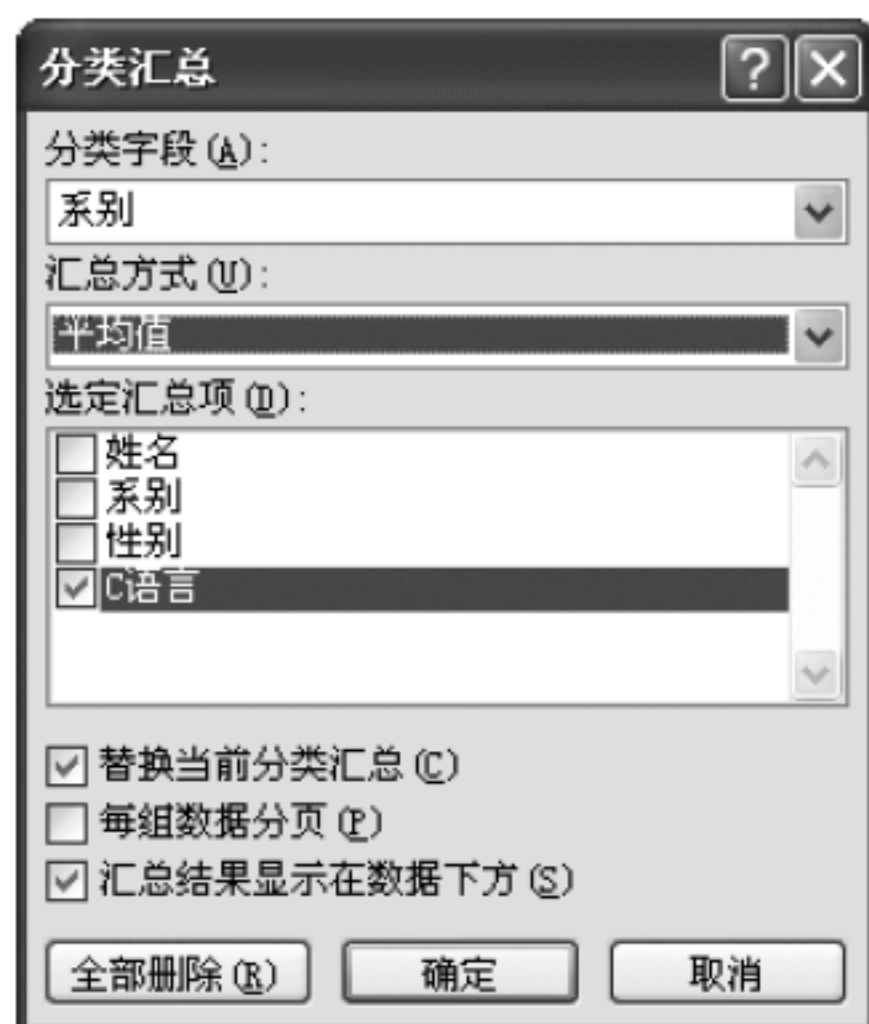 分类汇总
分类字段(A):
系别
汇总方式(U):
平均值
选定汇总项(D):
姓名
系别
性别
C语言
替换当前分类汇总(C)
每组数据分页(P)
汇总结果显示在数据下方(S)
全部删除(R) 确定 取消